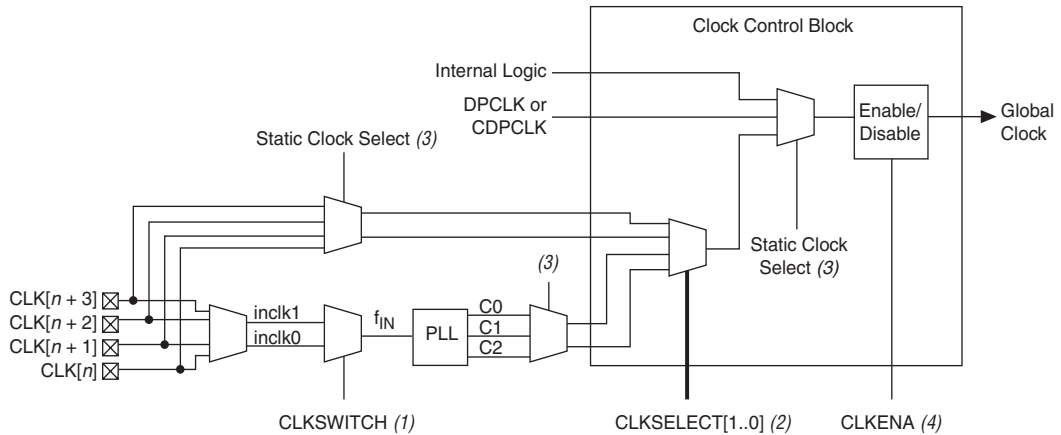 Clock Control Block
Internal Logic
DPCLK or
CDPCLK
Enable/
Disable
Global
Clock
Static Clock Select (3)
Static Clock
Select (3)
(3)
CLK[n + 3]
CLK[n + 2]
CLK[n + 1]
CLK[n]
inclk1
inclk0
fIN
PLL
C0
C1
C2
CLKSWITCH (1)
CLKSELECT[1..0] (2)
CLKENA (4)